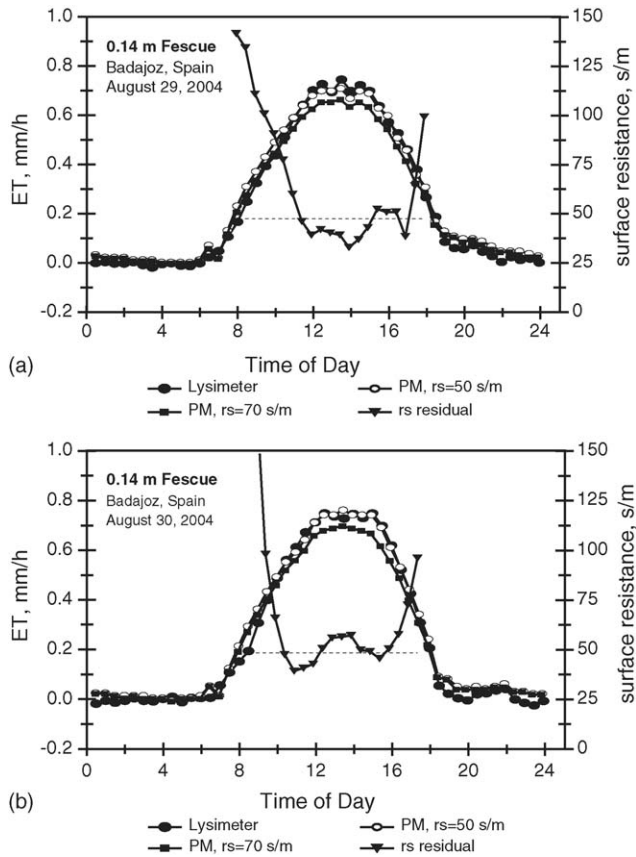 1.0
0.8
0.6
0.4
0.2
0.0
-0.2
ET, mm/h
0.14 m Fescue
Badajoz, Spain
August 29, 2004
150
125
100
75
50
25
0
surface resistance, s/m
0 4 8 12 16 20 24
(a)
Time of Day
Lysimeter PM, rs=50 s/m
PM, rs=70 s/m rs residual
1.0
0.8
0.6
0.4
0.2
0.0
-0.2
ET, mm/h
0.14 m Fescue
Badajoz, Spain
August 30, 2004
150
125
100
75
50
25
0
surface resistance, s/m
0 4 8 12 16 20 24
(b)
Time of Day
Lysimeter PM, rs=50 s/m
PM, rs=70 s/m rs residual